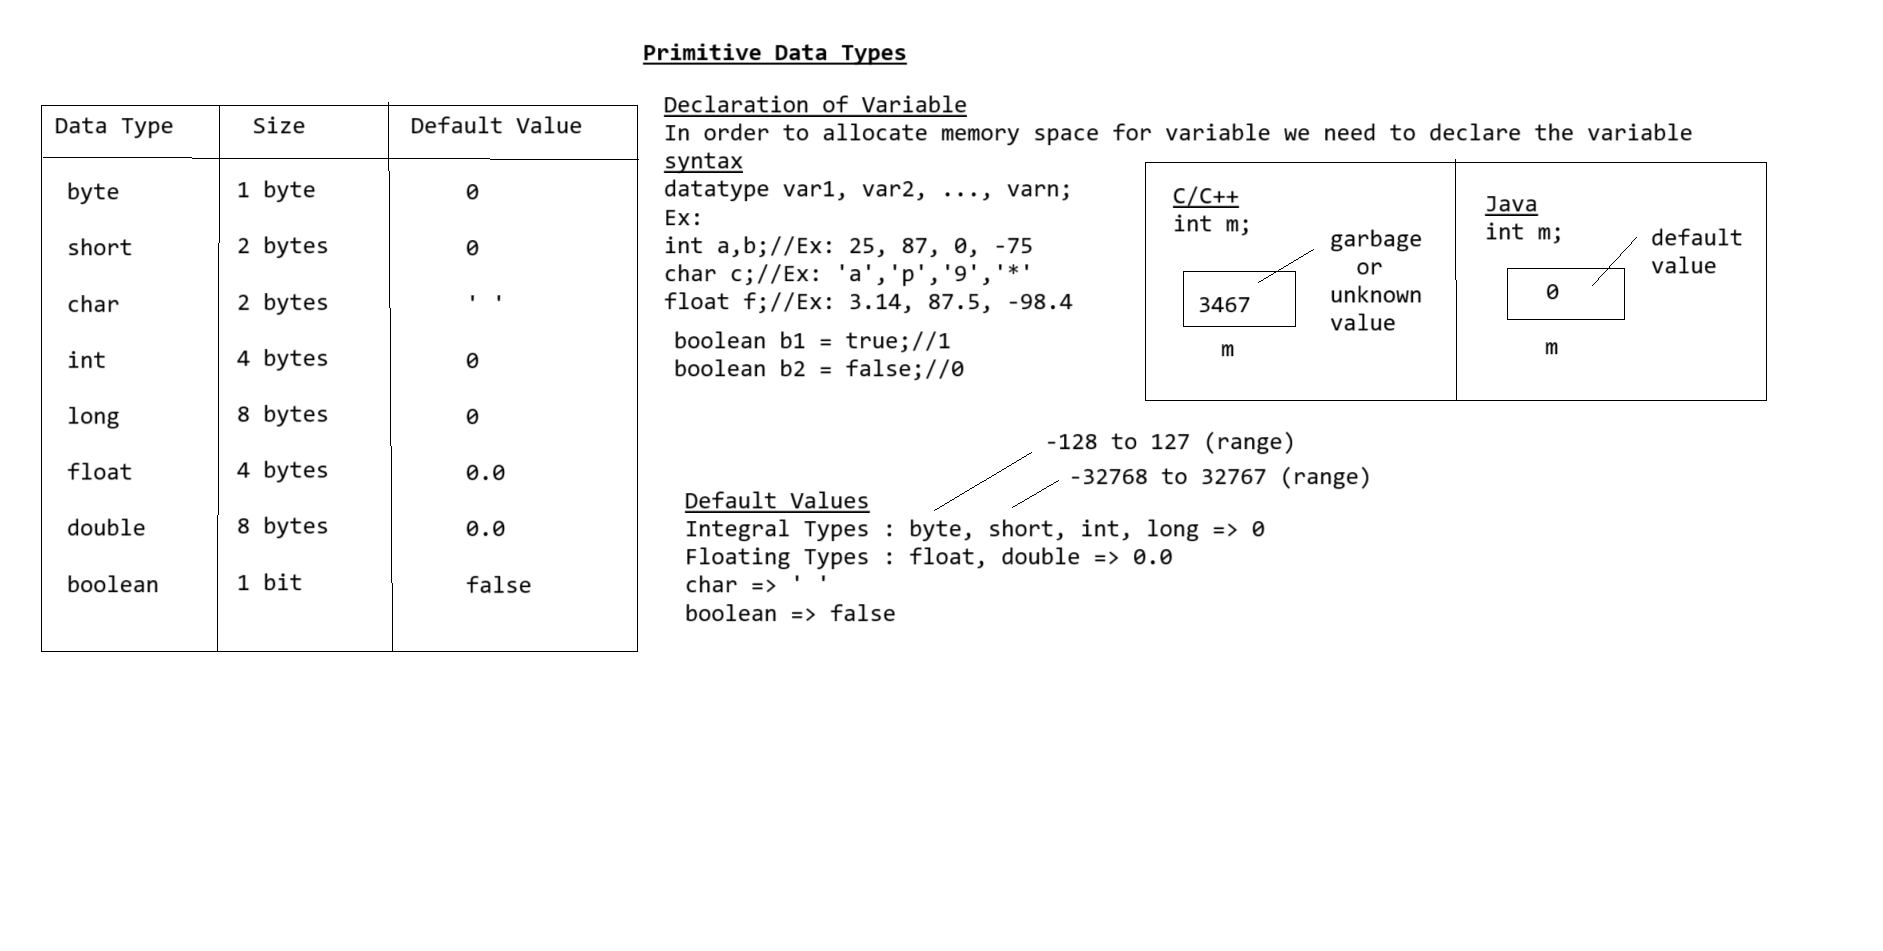 Primitive Data Types
Data Type Size Default Value
byte 1 byte 0
short 2 bytes 0
char 2 bytes ' '
int 4 bytes 0
long 8 bytes 0
float 4 bytes 0.0
double 8 bytes 0.0
boolean 1 bit false
Declaration of Variable
In order to allocate memory space for variable we need to declare the variable
syntax
datatype var1, var2, ..., varn;
Ex:
int a,b;//Ex: 25, 87, 0, -75
char c;//Ex: 'a','p','9','*'
float f;//Ex: 3.14, 87.5, -98.4
boolean b1 = true;//1
boolean b2 = false;//0
C/C++
int m;
3467
m
garbage
or
unknown
value
Java
int m;
0
m
default
value
-128 to 127 (range)
-32768 to 32767 (range)
Default Values
Integral Types : byte, short, int, long => 0
Floating Types : float, double => 0.0
char => ' '
boolean => false